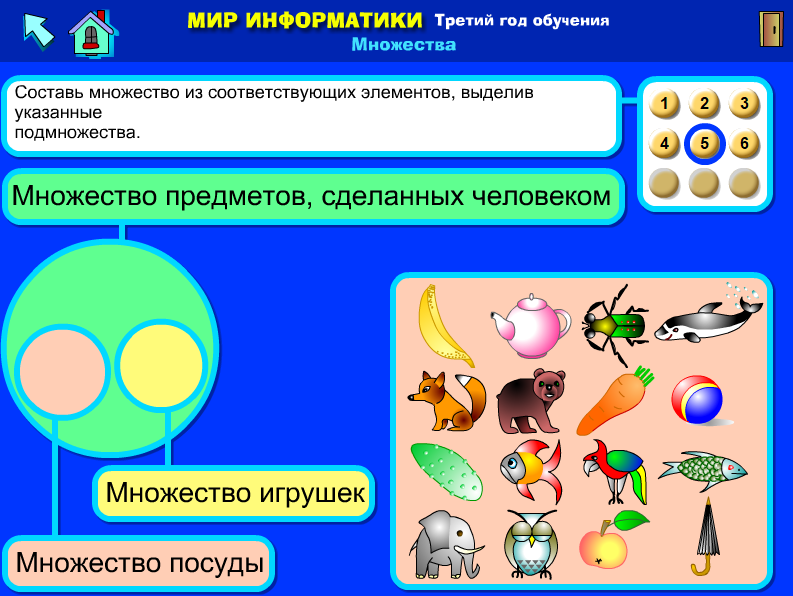 МИР ИНФОРМАТИКИ Третий год обучения
Множества
Составь множество из соответствующих элементов, выделив
указанные
подмножества.
1 2 3
4 5 6
Множество предметов, сделанных человеком
Множество игрушек
Множество посуды